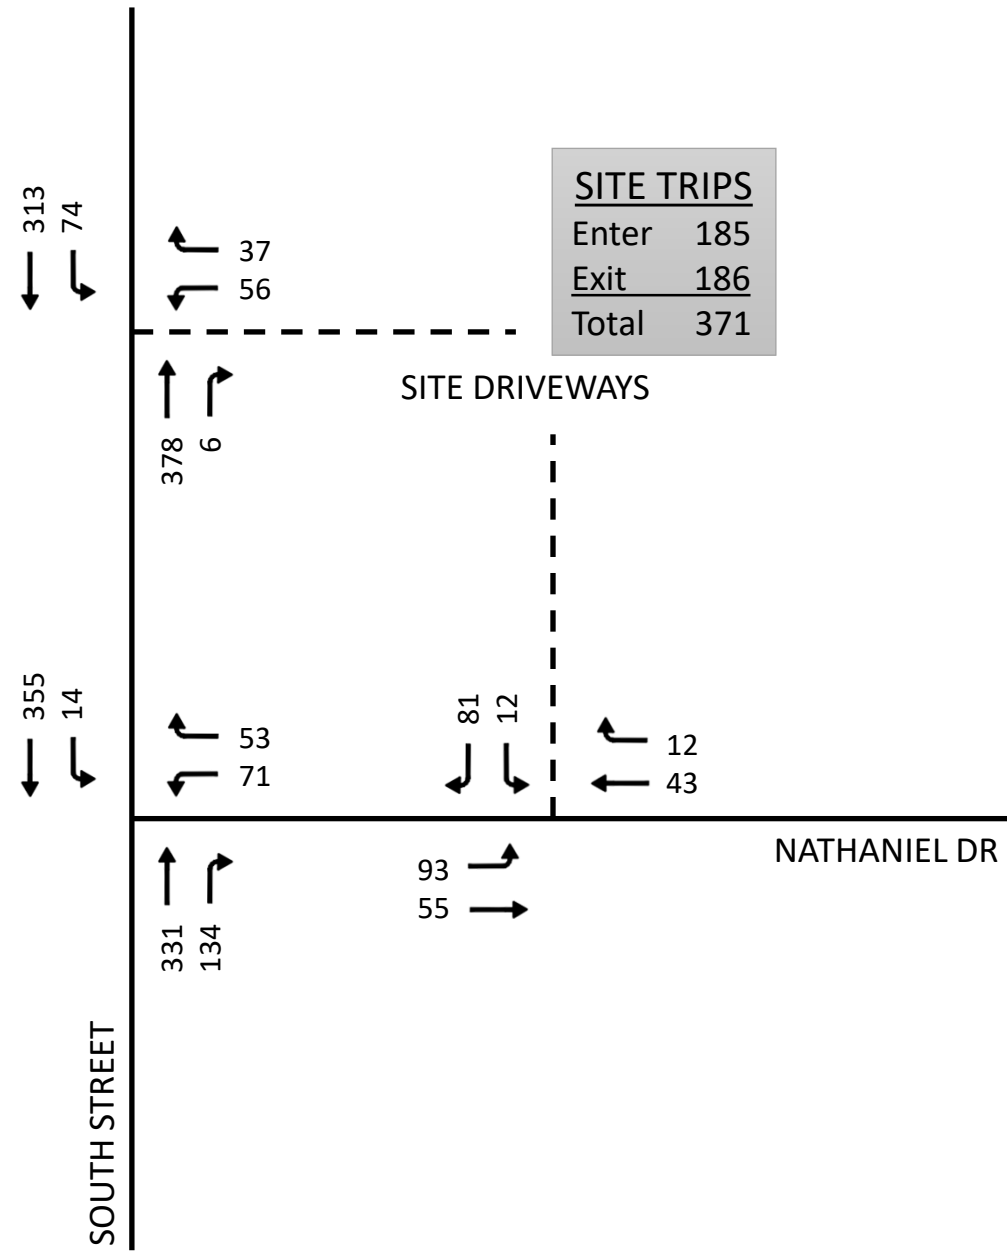 313
74
37
56
SITE TRIPS
Enter 185
Exit 186
Total 371
SITE DRIVEWAYS
378
6
355
14
53
71
81
12
12
43
NATHANIEL DR
331
134
93
55
SOUTH STREET